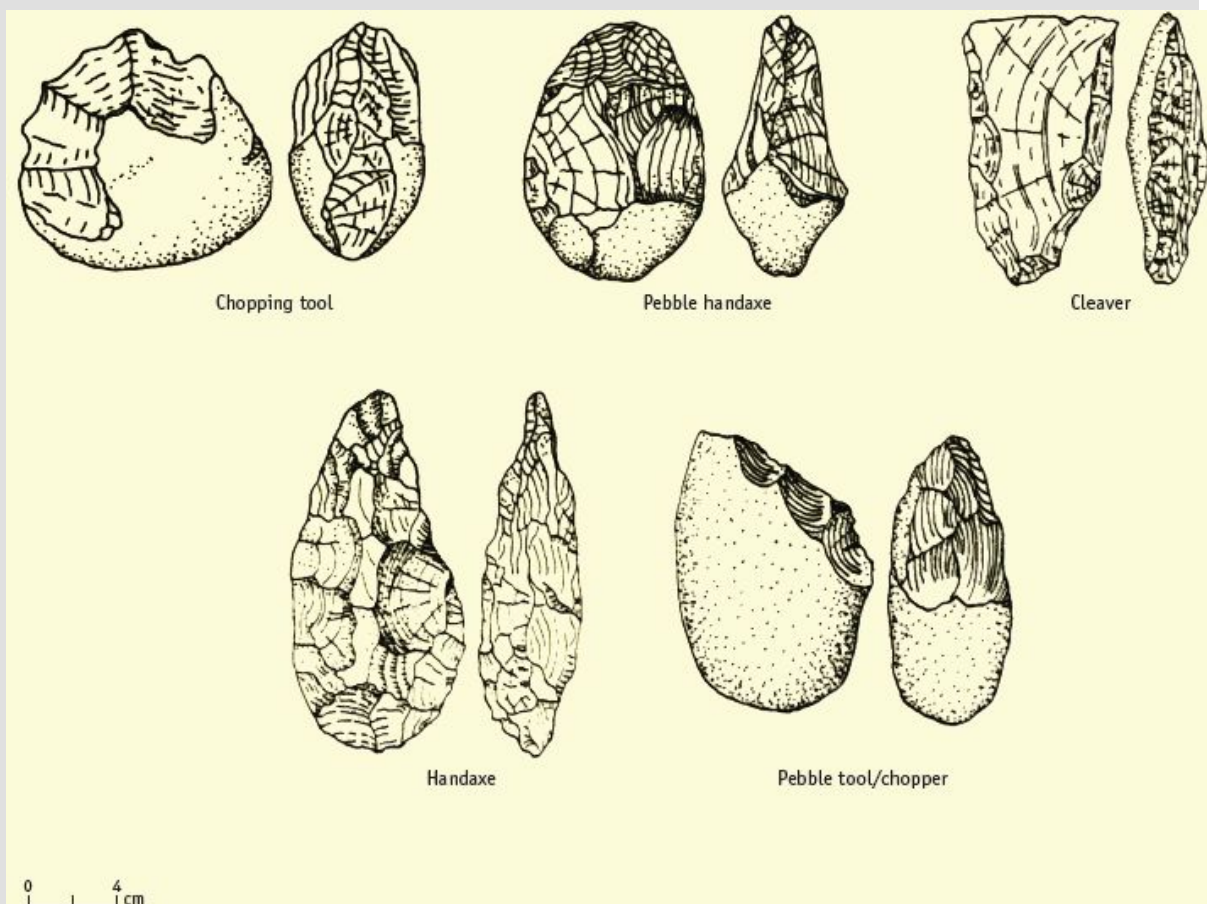 Chopping tool
Pebble handaxe
Cleaver
Handaxe
Pebble tool/chopper
0 4
cm